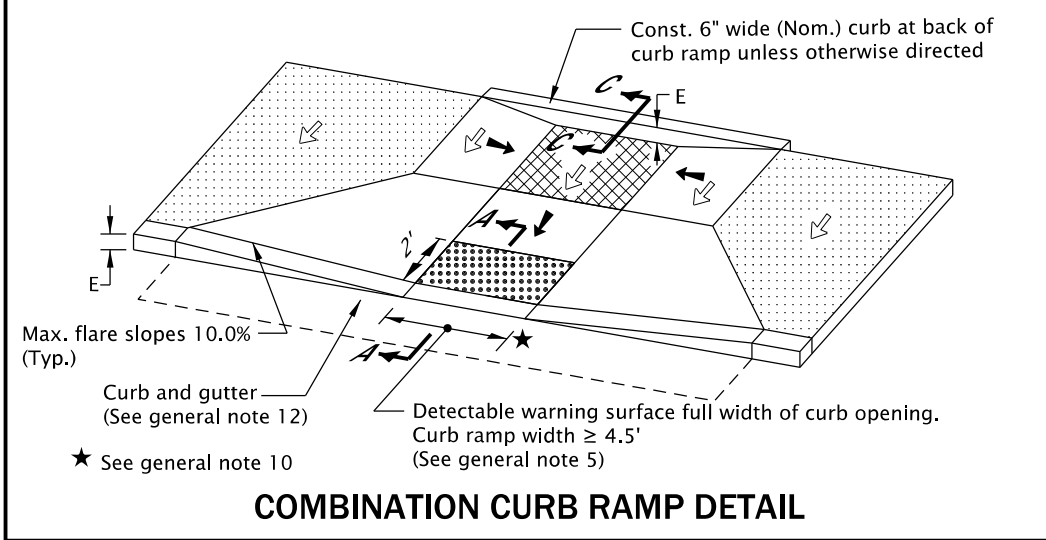 Const. 6" wide (Nom.) curb at back of
curb ramp unless otherwise directed
C
E
C
A
2'
E
Max. flare slopes 10.0%
(Typ.)
A
★
Curb and gutter
(See general note 12)
Detectable warning surface full width of curb opening.
Curb ramp width ≥ 4.5'
(See general note 5)
★ See general note 10
COMBINATION CURB RAMP DETAIL